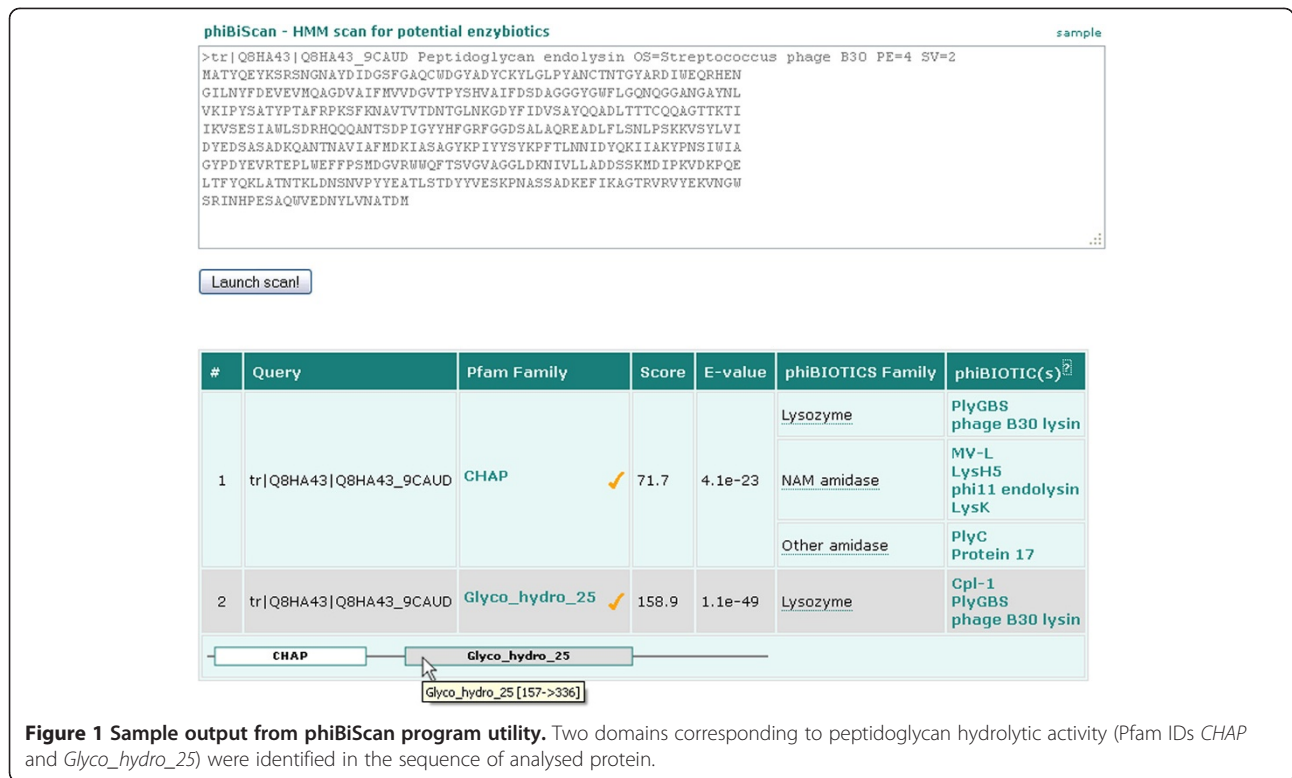 phiBiScan - HMM scan for potential enzybiotics
sample
>tr|Q8HA43|Q8HA43_9CAUD Peptidoglycan endolysin OS=Streptococcus phage B30 PE=4 SV=2
MATYQEYKSRSNGNAYDIDGSFGAQCWDGYADYCKYLGLPYANCTNTGYARDIWEQRHEN
GILNYFDEVEVMQAGDVAIFMVVDGVTPYSHVAIFDSDAGGGYGWFLGQNQGGANGAYNL
VKIPYSATYPTAFRPKSFKNAVTVTDNTGLNKGDYFIDVSAYQQADLTTTCQQAGTTKTI
IKVSESIAWLSDRHQQQANTSDPIGYYHFGRFGGDSALAQREADLFLSNLPSKKVSYLVI
DYEDSASADKQANTNAVIAFMDKIASAGYKPIYYSYKPFTLNNIDYQKIIAKYPNSIWIA
GYPDYEVRTEPLWEFFPSMDGVRWWQFTSVGVAGGLDKNIVLLADDSSKMDIPKVDKPQE
LTFYQKLATNTKLDNSNVPYYEATLSTDYYVESKPNASSADKEFIKAGTRVRVYEKVNGW
SRINHPESAQWVEDNYLVNATDM
Launch scan!
# Query Pfam Family Score E-value phiBIOTICS Family phiBIOTIC(s)?
1 tr|Q8HA43|Q8HA43_9CAUD CHAP 71.7 4.1e-23
Lysozyme
PlyGBS
phage B30 lysin
NAM amidase
MV-L
LysH5
phi11 endolysin
LysK
Other amidase
PlyC
Protein 17
2 tr|Q8HA43|Q8HA43_9CAUD Glyco_hydro_25 158.9 1.1e-49 Lysozyme
Cpl-1
PlyGBS
phage B30 lysin
CHAP Glyco_hydro_25
Glyco_hydro_25 [157->336]
Figure 1 Sample output from phiBiScan program utility. Two domains corresponding to peptidoglycan hydrolytic activity (Pfam IDs CHAP
and Glyco_hydro_25) were identified in the sequence of analysed protein.